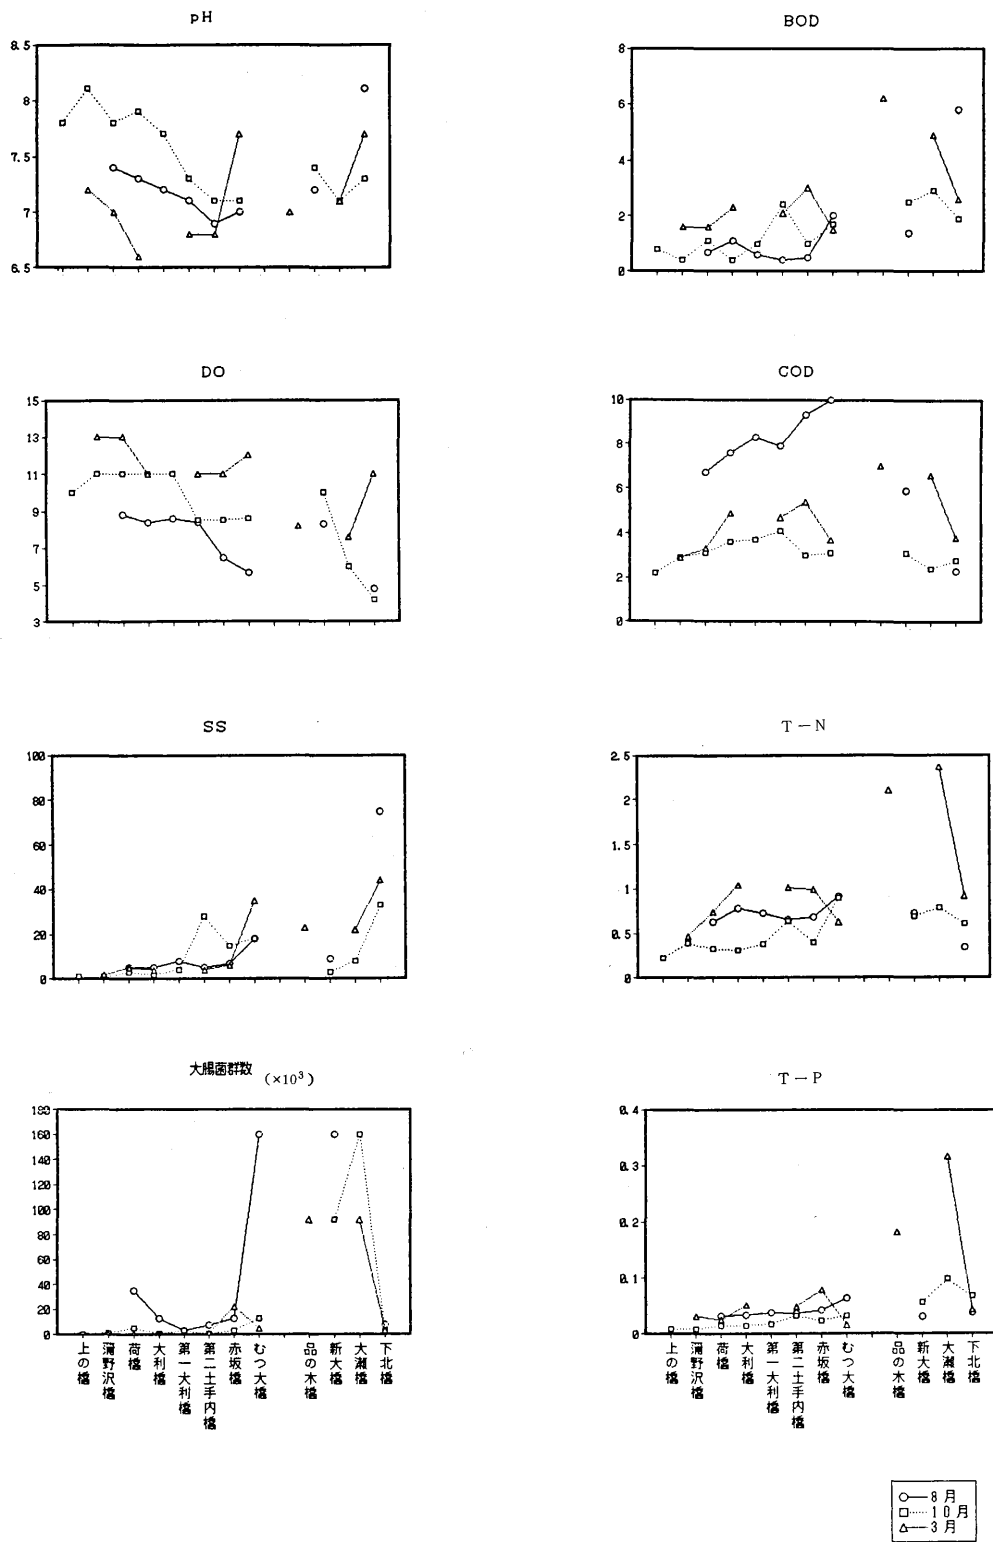 pH
8.5
8
7.5
7
6.5
BOD
8
6
4
2
0
DO
15
13
11
9
7
5
3
COD
10
8
6
4
2
0
SS
100
80
60
40
20
0
T-N
2.5
2
1.5
1
0.5
0
大腸菌群数 (×10³)
180
160
140
120
100
80
60
40
20
0
上の橋
蒲野沢橋
荷橋
大利橋
第一大利橋
第二土手内橋
赤坂橋
むつ大橋
品の木橋
新大橋
大瀬橋
下北橋
T-P
0.4
0.3
0.2
0.1
0
上の橋
蒲野沢橋
荷橋
大利橋
第一大利橋
第二土手内橋
赤坂橋
むつ大橋
品の木橋
新大橋
大瀬橋
下北橋
8月
10月
3月